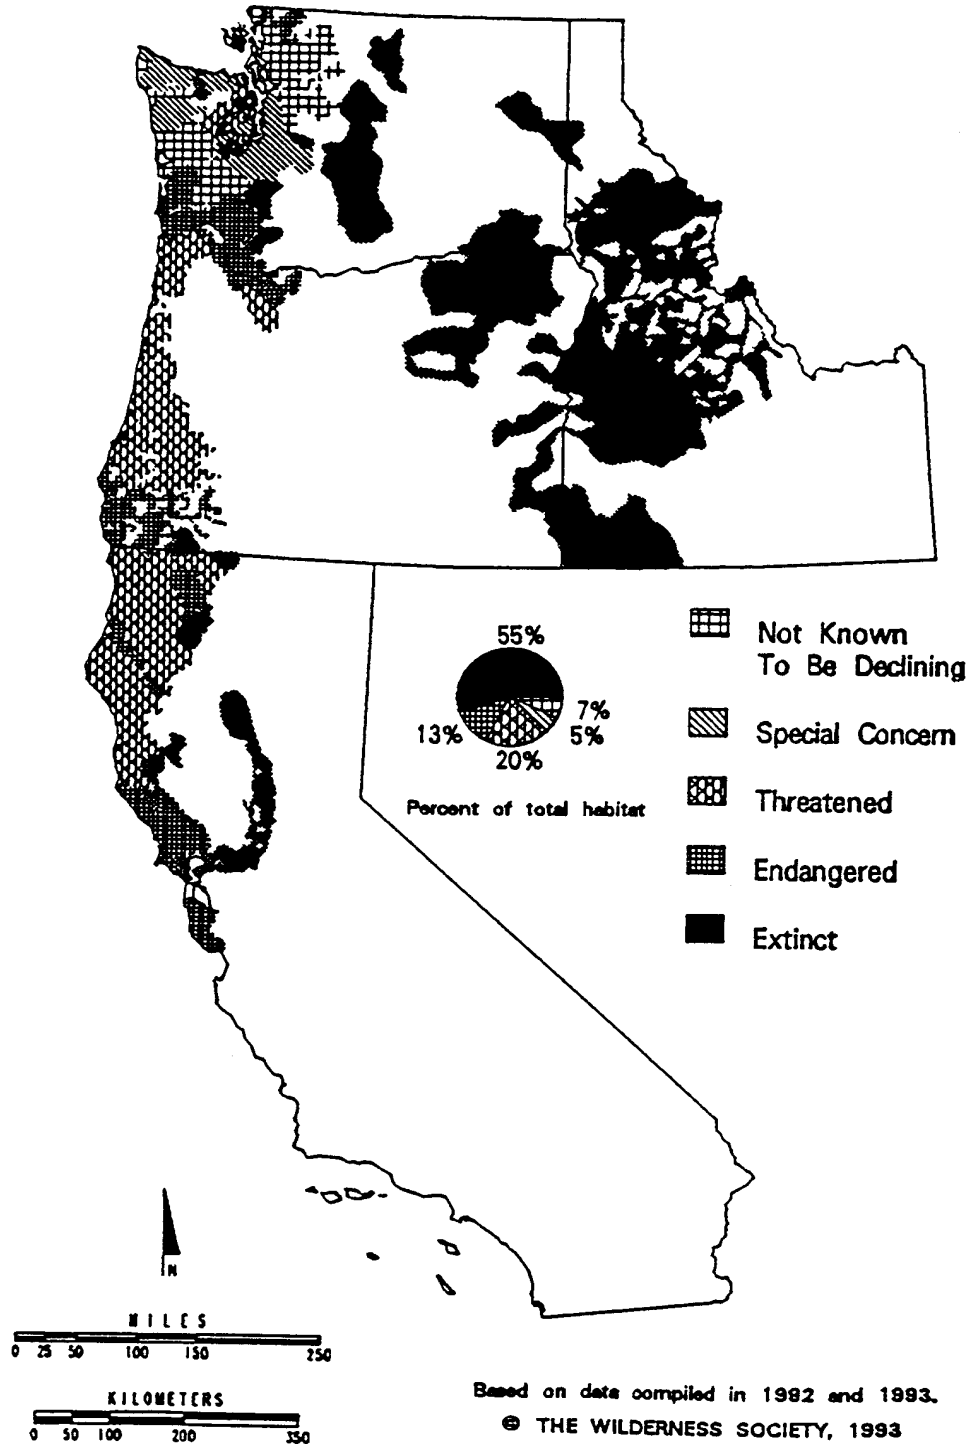 55%
7%
13%
5%
20%
Percent of total habitat
Not Known
To Be Declining
Special Concern
Threatened
Endangered
Extinct
N
MILES
0 25 50 100 150 250
KILOMETERS
0 50 100 200 350
Based on data compiled in 1992 and 1993.
© THE WILDERNESS SOCIETY, 1993